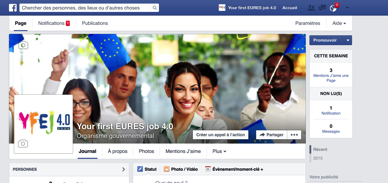 Chercher des personnes, des lieux ou d'autres choses
Your first EURES job 4.0 Accueil
Page Notifications Publications Paramètres Aide
Promouvoir
CETTE SEMAINE
3
Mentions J'aime une
Page
NON LU(S)
1
Notification
0
Messages
Récent
2015
YFEJ 4.0
Your first EURES job 4.0
Organisme gouvernemental
Créer un appel à l'action Partager
Journal À propos Photos Mentions J'aime Plus
PERSONNES
Statut Photo / Vidéo Événement/moment-clé +
Votre publicité